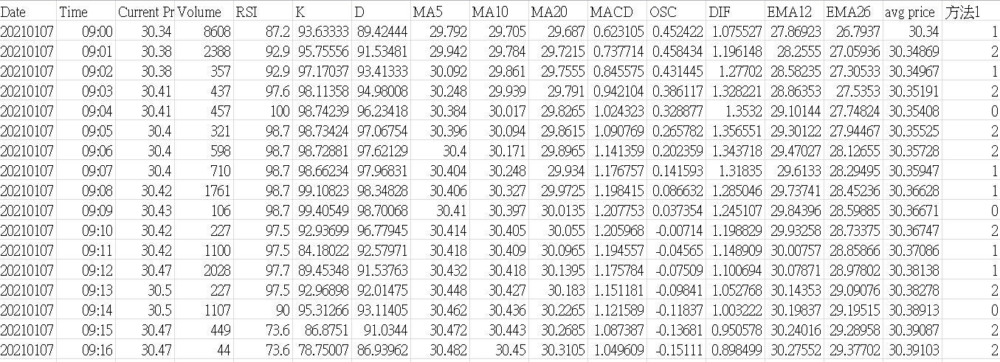 Date Time Current Pr Volume RSI K D MA5 MA10 MA20 MACD OSC DIF EMA12 EMA26 avg price 方法1
20210107 09:00 30.34 8608 87.2 93.63333 89.42444 29.792 29.705 29.687 0.623105 0.452422 1.075527 27.86923 26.7937 30.34 1
20210107 09:01 30.38 2388 92.9 95.75556 91.53481 29.942 29.784 29.7215 0.737714 0.458434 1.196148 28.2555 27.05936 30.34869 2
20210107 09:02 30.38 357 92.9 97.17037 93.41333 30.092 29.861 29.7555 0.845575 0.431445 1.27702 28.58235 27.30533 30.34967 1
20210107 09:03 30.41 437 97.6 98.11358 94.98008 30.248 29.939 29.791 0.942104 0.386117 1.328221 28.86353 27.5353 30.35191 2
20210107 09:04 30.41 457 100 98.74239 96.23418 30.384 30.017 29.8265 1.024323 0.328877 1.3532 29.10144 27.74824 30.35408 0
20210107 09:05 30.4 321 98.7 98.73424 97.06754 30.396 30.094 29.8615 1.090769 0.265782 1.356551 29.30122 27.94467 30.35525 2
20210107 09:06 30.4 598 98.7 98.72881 97.62129 30.4 30.171 29.8965 1.141359 0.202359 1.343718 29.47027 28.12655 30.35728 2
20210107 09:07 30.4 710 98.7 98.66234 97.96831 30.404 30.248 29.934 1.176757 0.141593 1.31835 29.6133 28.29495 30.35947 1
20210107 09:08 30.42 1761 98.7 99.10823 98.34828 30.406 30.327 29.9725 1.198415 0.086632 1.285046 29.73741 28.45236 30.36628 1
20210107 09:09 30.43 106 98.7 99.40549 98.70068 30.41 30.397 30.0135 1.207753 0.037354 1.245107 29.84396 28.59885 30.36671 0
20210107 09:10 30.42 227 97.5 92.93699 96.77945 30.414 30.405 30.055 1.205968 -0.00714 1.198829 29.93258 28.73375 30.36747 2
20210107 09:11 30.42 1100 97.5 84.18022 92.57971 30.418 30.409 30.0965 1.194557 -0.04565 1.148909 30.00757 28.85866 30.37086 1
20210107 09:12 30.47 2028 97.7 89.45348 91.53763 30.432 30.418 30.1395 1.175784 -0.07509 1.100694 30.07871 28.97802 30.38138 1
20210107 09:13 30.5 227 97.5 92.96898 92.01475 30.448 30.427 30.183 1.151181 -0.09841 1.052768 30.14353 29.09076 30.38278 2
20210107 09:14 30.5 1107 90 95.31266 93.11405 30.462 30.436 30.2265 1.121589 -0.11837 1.003222 30.19837 29.19515 30.38913 0
20210107 09:15 30.47 449 73.6 86.8751 91.0344 30.472 30.443 30.2685 1.087387 -0.13681 0.950578 30.24016 29.28958 30.39087 2
20210107 09:16 30.47 44 73.6 78.75007 86.93962 30.482 30.45 30.3105 1.049609 -0.15111 0.898499 30.27552 29.37702 30.39103 2